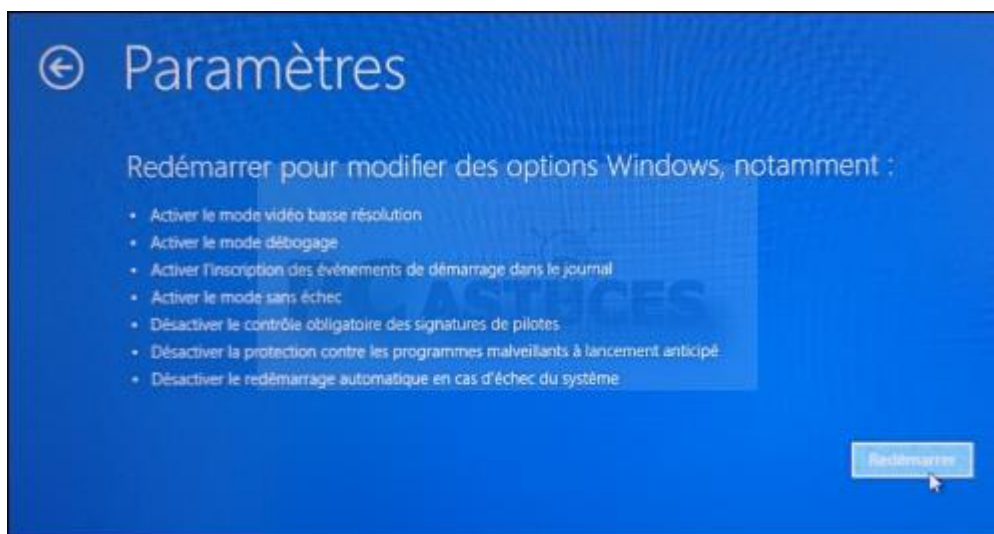 Paramètres
Redémarrer pour modifier des options Windows, notamment :
• Activer le mode vidéo basse résolution
• Activer le mode débogage
• Activer l'inscription des événements de démarrage dans le journal
• Activer le mode sans échec
• Désactiver le contrôle obligatoire des signatures de pilotes
• Désactiver la protection contre les programmes malveillants à lancement anticipé
• Désactiver le redémarrage automatique en cas d'échec du système
PCASTUCES
Redémarrer